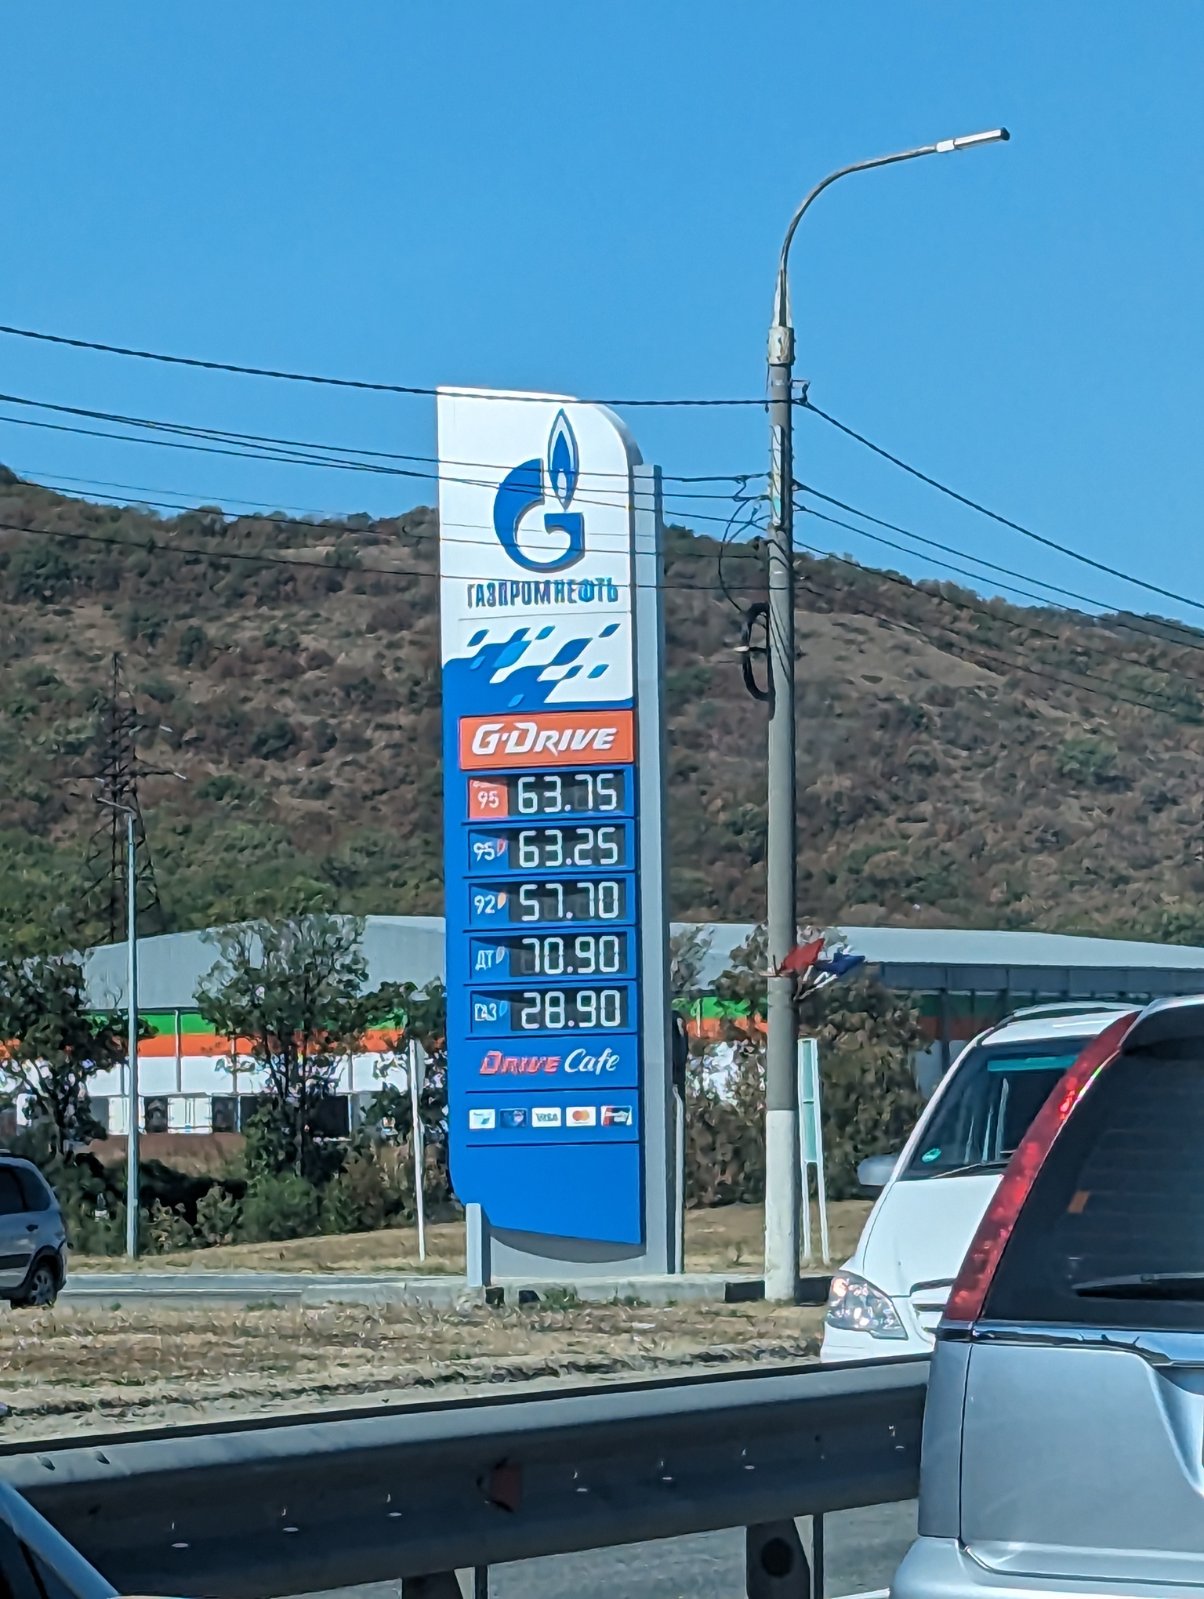 ГАЗПРОМНЕФТЬ
G-DRIVE
95 63.75
95 63.25
92 57.70
ДТ 70.90
ГАЗ 28.90
DRIVE Café
VISA